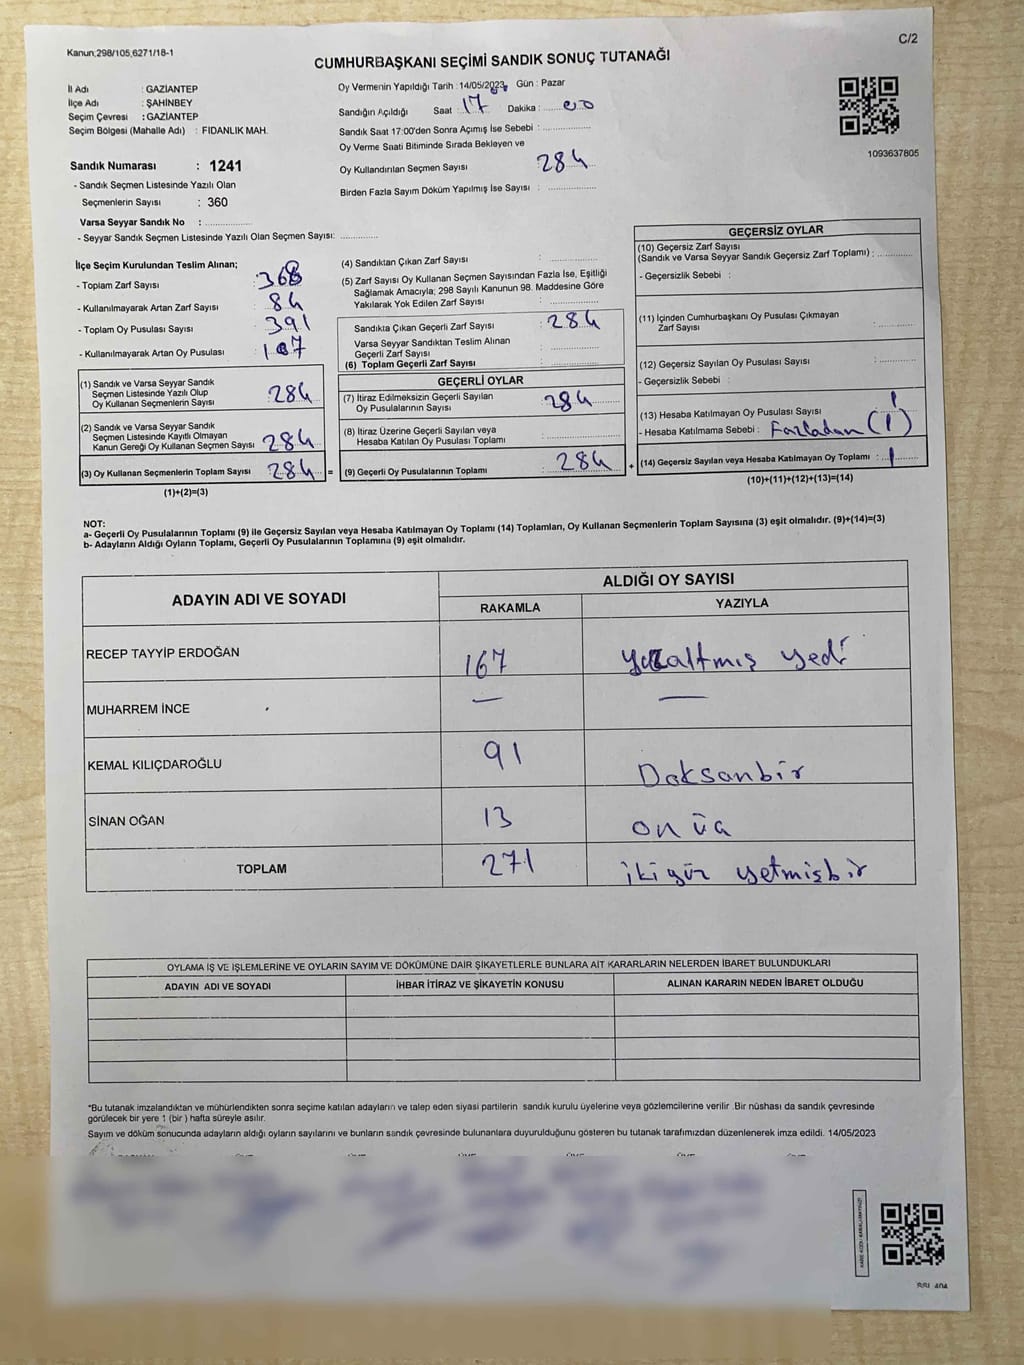 Kanun;298/105,6271/18-1
C/2
CUMHURBAŞKANI SEÇİMİ SANDIK SONUÇ TUTANAĞI
İl Adı : GAZİANTEP
İlçe Adı : ŞAHİNBEY
Seçim Çevresi : GAZİANTEP
Seçim Bölgesi (Mahalle Adı) : FIDANLIK MAH.
Sandık Numarası : 1241
- Sandık Seçmen Listesinde Yazılı Olan
Seçmenlerin Sayısı : 360
Varsa Seyyar Sandık No : ..............
- Seyyar Sandık Seçmen Listesinde Yazılı Olan Seçmen Sayısı: ............
Oy Vermenin Yapıldığı Tarih : 14/05/2023, Gün : Pazar
Sandığın Açıldığı Saat : 17 Dakika : 00
Sandık Saat 17:00'den Sonra Açımış İse Sebebi : ..............
Oy Verme Saati Bitiminde Sırada Bekleyen ve
Oy Kullandırılan Seçmen Sayısı : 284
Birden Fazla Sayım Döküm Yapılmış İse Sayısı : ..............
1093637805
İlçe Seçim Kurulundan Teslim Alınan;
- Toplam Zarf Sayısı : 368
- Kullanılmayarak Artan Zarf Sayısı : 84
- Toplam Oy Pusulası Sayısı : 391
- Kullanılmayarak Artan Oy Pusulası : 107
(1) Sandık ve Varsa Seyyar Sandık
Seçmen Listesinde Yazılı Olup
Oy Kullanan Seçmenlerin Sayısı : 284
(2) Sandık ve Varsa Seyyar Sandık
Seçmen Listesinde Kayıtlı Olmayan
Kanun Gereği Oy Kullanan Seçmen Sayısı : 284
(3) Oy Kullanan Seçmenlerin Toplam Sayısı : 284 =
(1)+(2)=(3)
(4) Sandıktan Çıkan Zarf Sayısı : ..............
(5) Zarf Sayısı Oy Kullanan Seçmen Sayısından Fazla İse, Eşitliği
Sağlamak Amacıyla; 298 Sayılı Kanunun 98. Maddesine Göre
Yakılarak Yok Edilen Zarf Sayısı : ..............
Sandıkta Çıkan Geçerli Zarf Sayısı : 284
Varsa Seyyar Sandıktan Teslim Alınan
Geçerli Zarf Sayısı : ..............
(6) Toplam Geçerli Zarf Sayısı : ..............
GEÇERLİ OYLAR
(7) İtiraz Edilmeksizin Geçerli Sayılan
Oy Pusulalarının Sayısı : 284
(8) İtiraz Üzerine Geçerli Sayılan veya
Hesaba Katılan Oy Pusulası Toplamı : ..............
(9) Geçerli Oy Pusulalarının Toplamı : 284 +
GEÇERSİZ OYLAR
(10) Geçersiz Zarf Sayısı
(Sandık ve Varsa Seyyar Sandık Geçersiz Zarf Toplamı) : ..........
- Geçersizlik Sebebi :
(11) İçinden Cumhurbaşkanı Oy Pusulası Çıkmayan
Zarf Sayısı : ..........
(12) Geçersiz Sayılan Oy Pusulası Sayısı : ..........
- Geçersizlik Sebebi :
(13) Hesaba Katılmayan Oy Pusulası Sayısı : 1
- Hesaba Katılmama Sebebi : Fazladan (1)
(14) Geçersiz Sayılan veya Hesaba Katılmayan Oy Toplamı : 1
(10)+(11)+(12)+(13)=(14)
NOT:
a- Geçerli Oy Pusulalarının Toplamı (9) ile Geçersiz Sayılan veya Hesaba Katılmayan Oy Toplamı (14) Toplamları, Oy Kullanan Seçmenlerin Toplam Sayısına (3) eşit olmalıdır. (9)+(14)=(3)
b- Adayların Aldığı Oyların Toplamı, Geçerli Oy Pusulalarının Toplamına (9) eşit olmalıdır.
ADAYIN ADI VE SOYADI ALDIĞI OY SAYISI
RAKAMLA YAZIYLA
RECEP TAYYİP ERDOĞAN 167 yüzaltmış yedi
MUHARREM İNCE — —
KEMAL KILIÇDAROĞLU 91 Doksanbir
SİNAN OĞAN 13 on üç
TOPLAM 271 iki yüz yetmişbir
OYLAMA İŞ VE İŞLEMLERİNE VE OYLARIN SAYIM VE DÖKÜMÜNE DAİR ŞİKAYETLERLE BUNLARA AİT KARARLARIN NELERDEN İBARET BULUNDUKLARI
ADAYIN ADI VE SOYADI İHBAR İTİRAZ VE ŞİKAYETİN KONUSU ALINAN KARARIN NEDEN İBARET OLDUĞU
*Bu tutanak imzalandıktan ve mühürlendikten sonra seçime katılan adayların ve talep eden siyasi partilerin sandık kurulu üyelerine veya gözlemcilerine verilir .Bir nüshası da sandık çevresinde
görülecek bir yere 1 (bir ) hafta süreyle asılır.
Sayım ve döküm sonucunda adayların aldığı oyların sayılarını ve bunların sandık çevresinde bulunanlara duyurulduğunu gösteren bu tutanak tarafımızdan düzenlenerek imza edildi. 14/05/2023